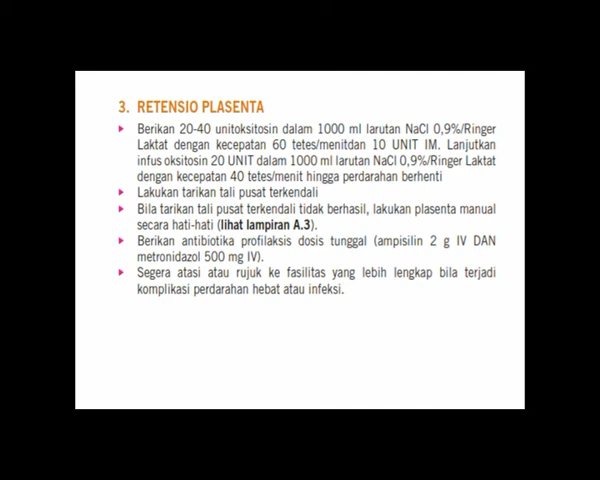 3. RETENSIO PLASENTA
Berikan 20-40 unitoksitosin dalam 1000 ml larutan NaCl 0,9%/Ringer
Laktat dengan kecepatan 60 tetes/menitdan 10 UNIT IM. Lanjutkan
infus oksitosin 20 UNIT dalam 1000 ml larutan NaCl 0,9%/Ringer Laktat
dengan kecepatan 40 tetes/menit hingga perdarahan berhenti
Lakukan tarikan tali pusat terkendali
Bila tarikan tali pusat terkendali tidak berhasil, lakukan plasenta manual
secara hati-hati (lihat lampiran A.3).
Berikan antibiotika profilaksis dosis tunggal (ampisilin 2 g IV DAN
metronidazol 500 mg IV).
Segera atasi atau rujuk ke fasilitas yang lebih lengkap bila terjadi
komplikasi perdarahan hebat atau infeksi.